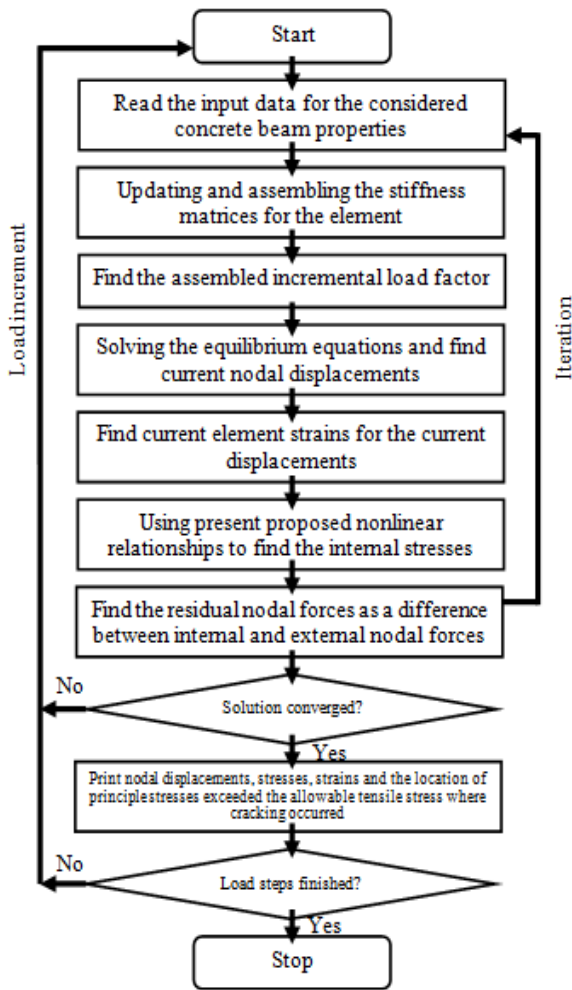 Start
Read the input data for the considered
concrete beam properties
Updating and assembling the stiffness
matrices for the element
Find the assembled incremental load factor
Solving the equilibrium equations and find
current nodal displacements
Find current element strains for the current
displacements
Using present proposed nonlinear
relationships to find the internal stresses
Find the residual nodal forces as a difference
between internal and external nodal forces
No
Solution converged?
Yes
Print nodal displacements, stresses, strains and the location of
principle stresses exceeded the allowable tensile stress where
cracking occurred
No
Load steps finished?
Yes
Stop
Load increment
Iteration